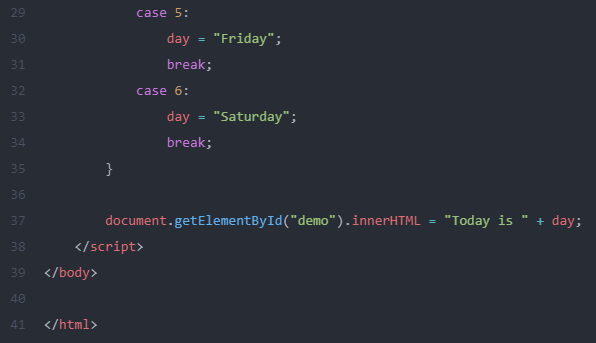 29 case 5:
30 day = "Friday";
31 break;
32 case 6:
33 day = "Saturday";
34 break;
35 }
36
37 document.getElementById("demo").innerHTML = "Today is " + day;
38 </script>
39 </body>
40
41 </html>